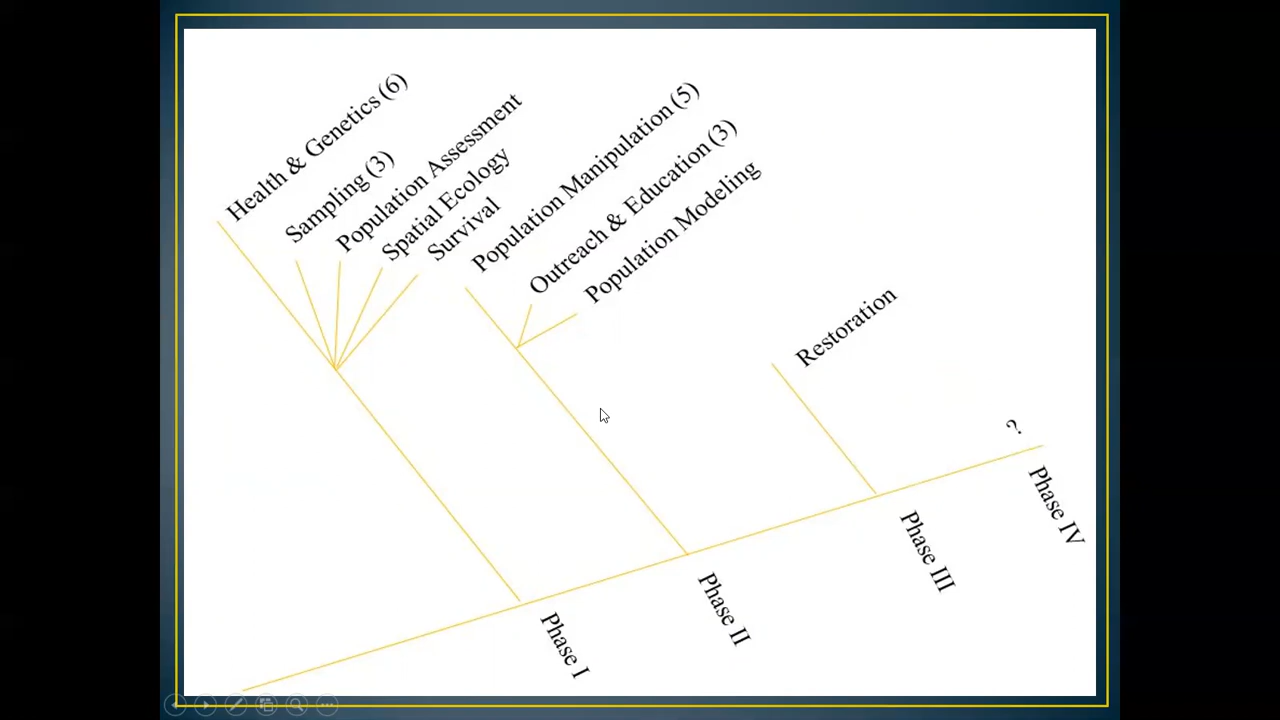 Health & Genetics (6)
Sampling (3)
Population Assessment
Spatial Ecology
Survival
Population Manipulation (5)
Outreach & Education (3)
Population Modeling
Restoration
?
Phase I
Phase II
Phase III
Phase IV